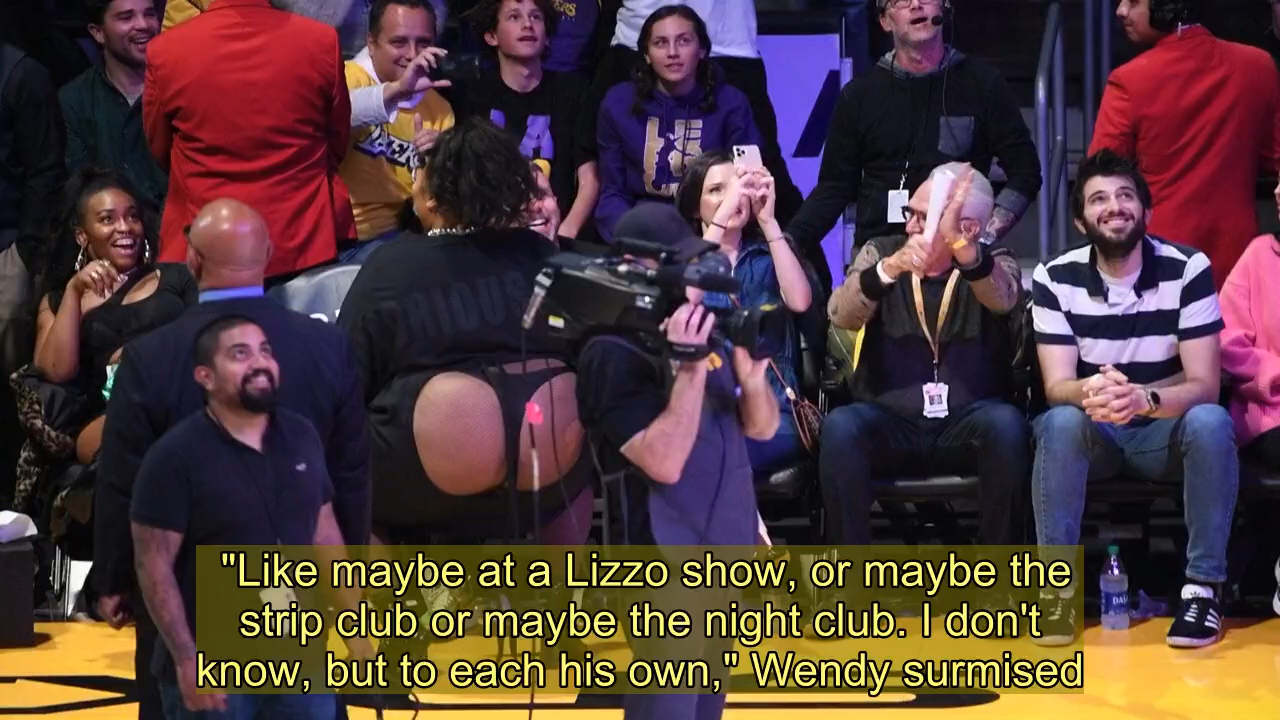 "Like maybe at a Lizzo show, or maybe the
strip club or maybe the night club. I don't
know, but to each his own," Wendy surmised